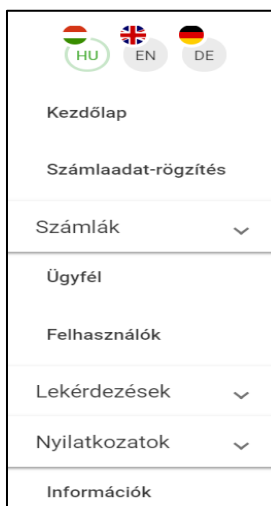 HU EN DE
Kezdőlap
Számlaadat-rögzítés
Számlák
Ügyfél
Felhasználók
Lekérdezések
Nyilatkozatok
Információk